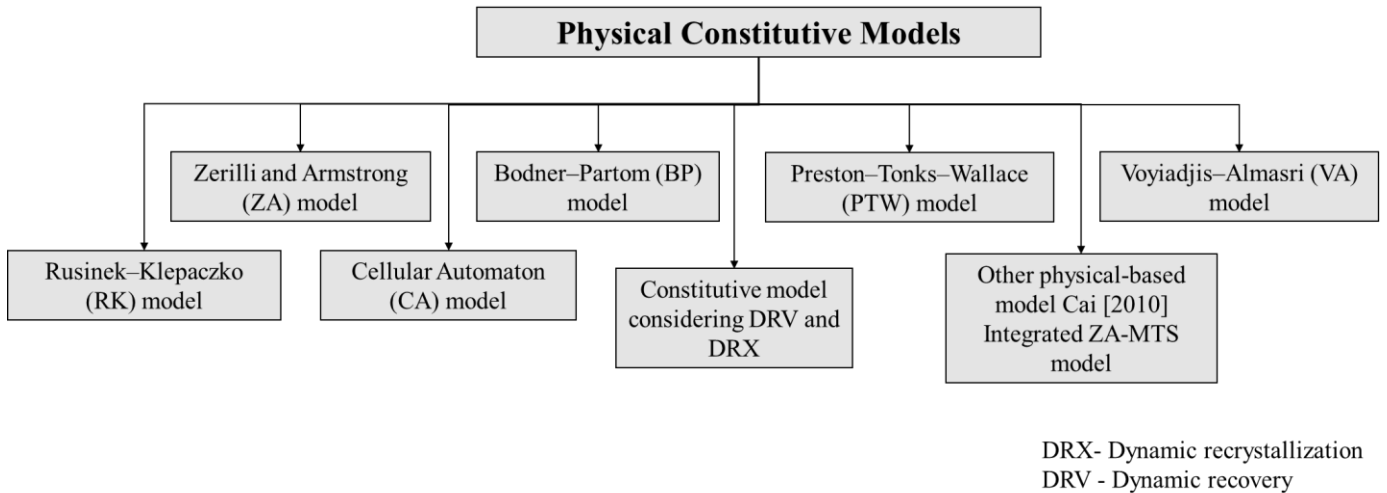 Physical Constitutive Models
Zerilli and Armstrong
(ZA) model
Bodner–Partom (BP)
model
Preston–Tonks–Wallace
(PTW) model
Voyiadjis–Almasri (VA)
model
Rusinek–Klepaczko
(RK) model
Cellular Automaton
(CA) model
Constitutive model
considering DRV and
DRX
Other physical-based
model Cai [2010]
Integrated ZA-MTS
model
DRX- Dynamic recrystallization
DRV - Dynamic recovery